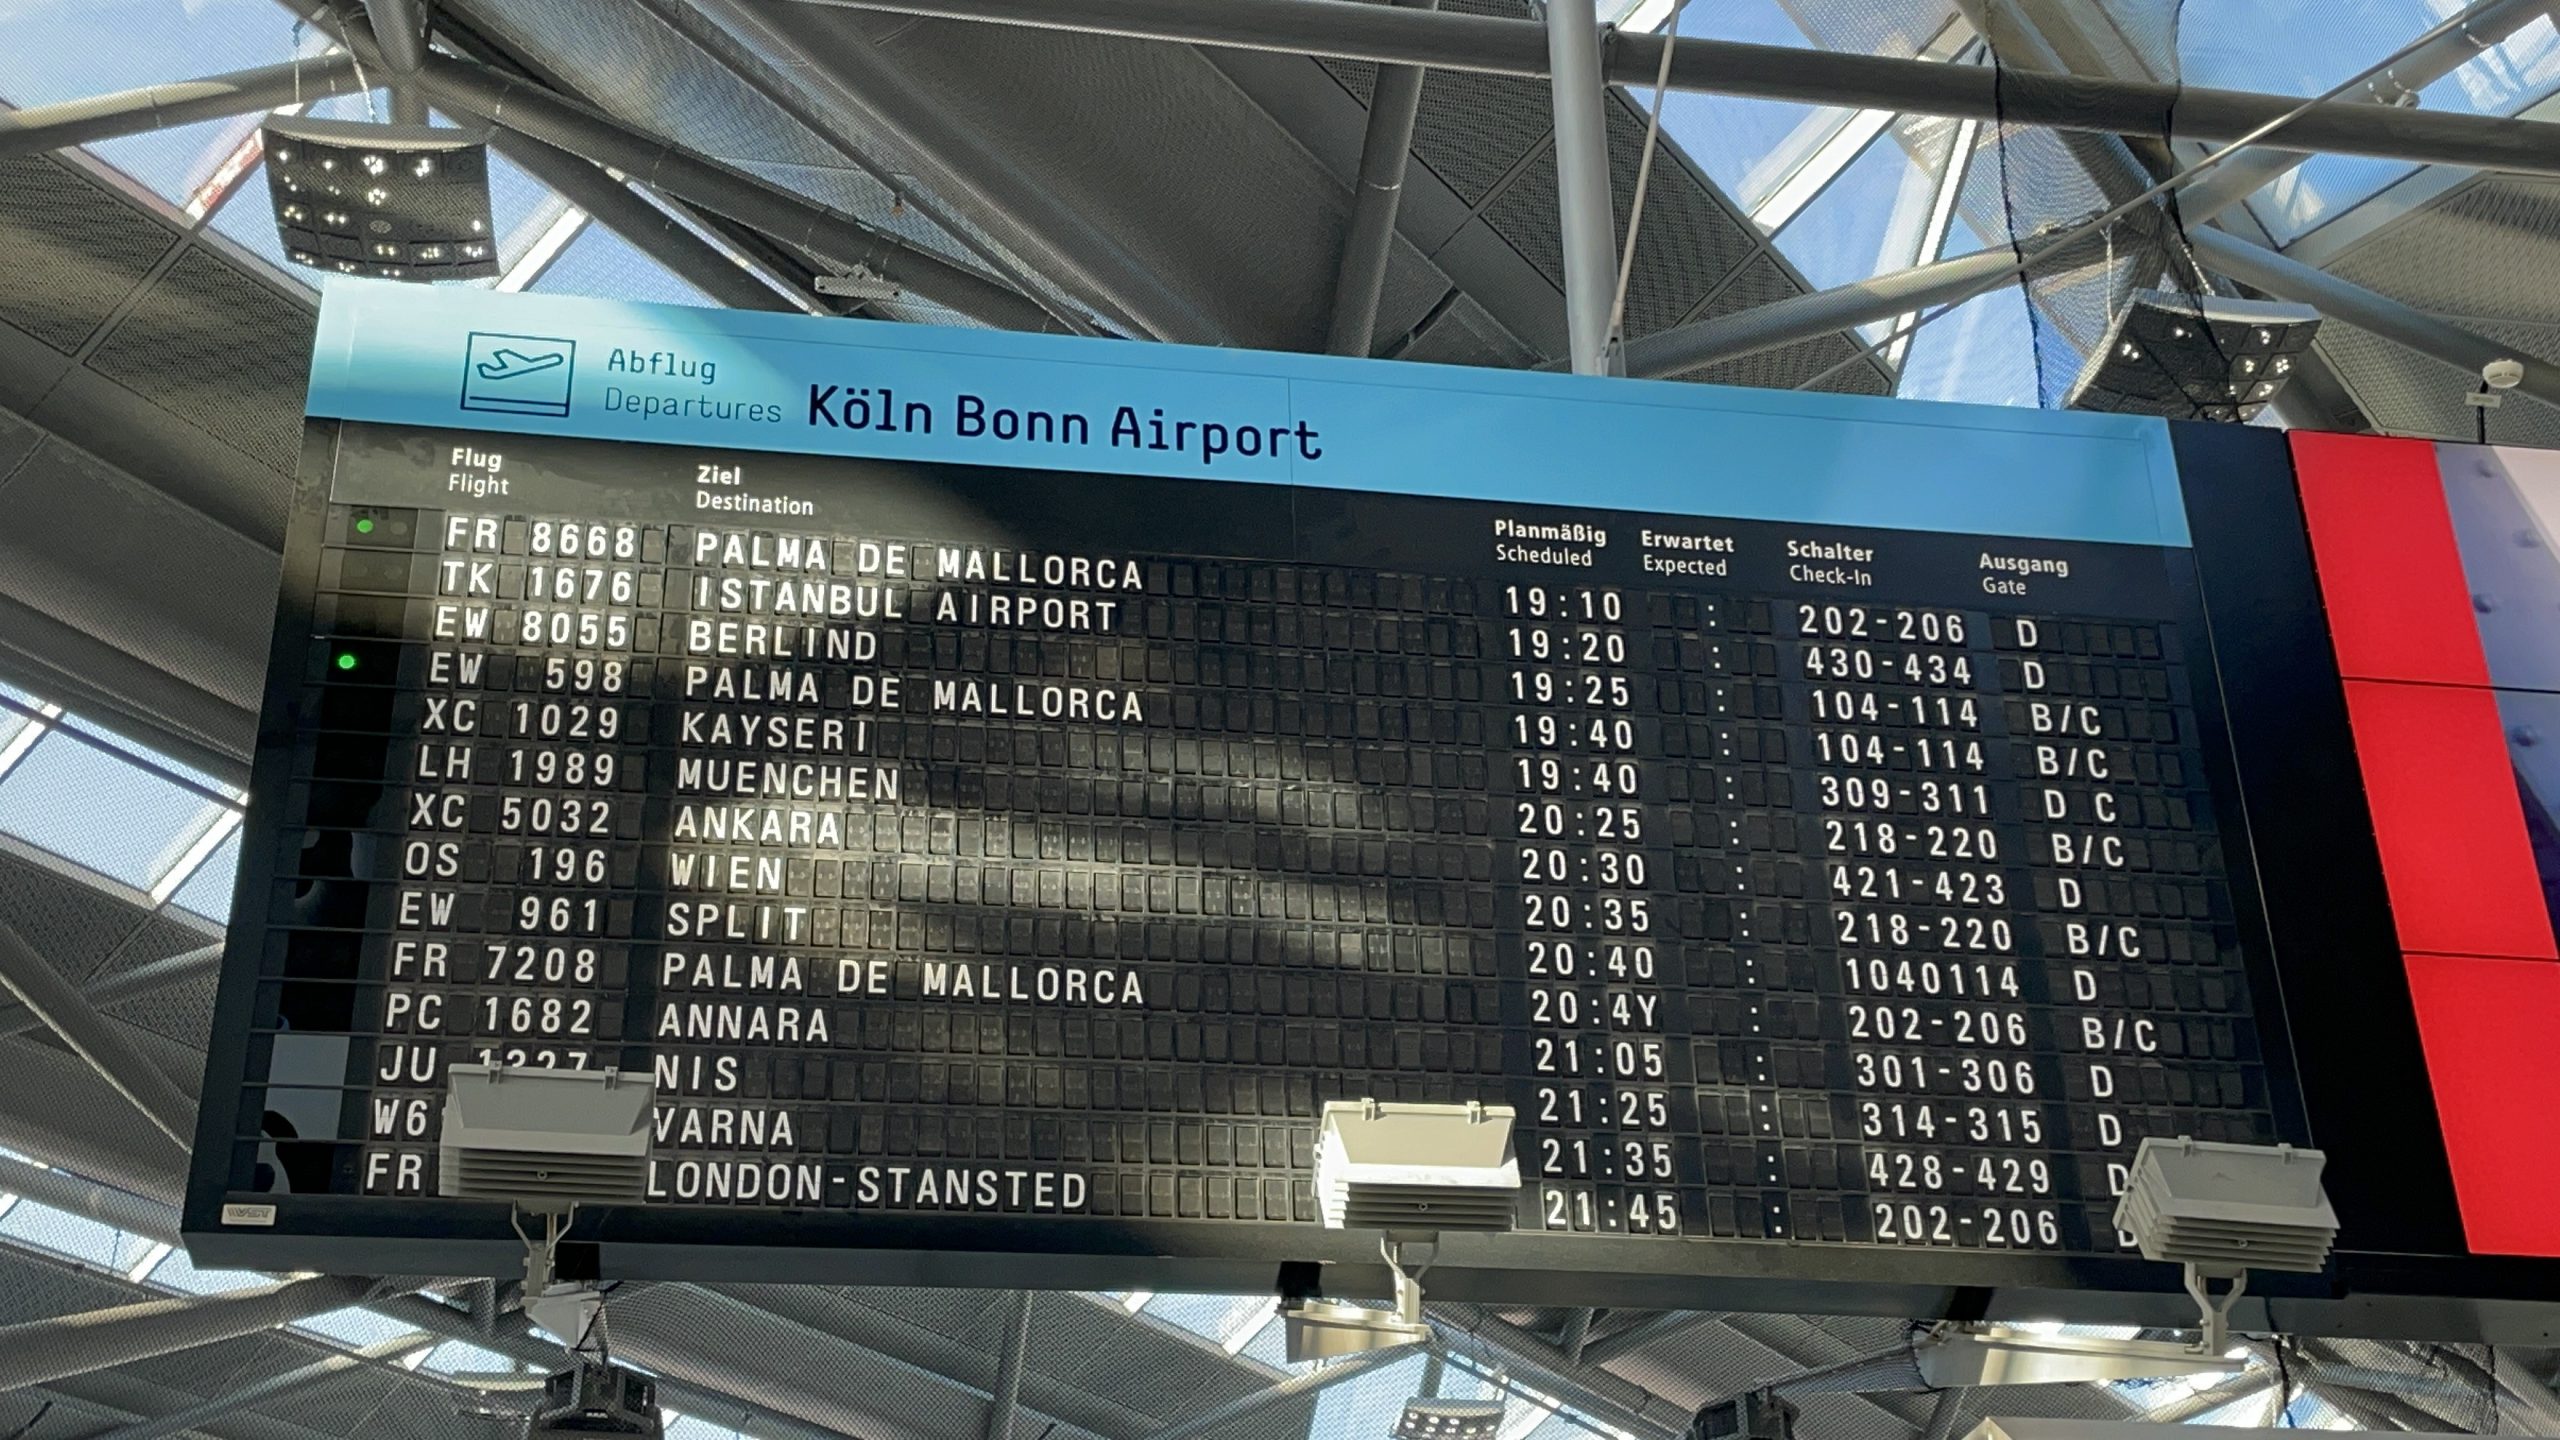 Abflug
Departures
Köln Bonn Airport
Flug Ziel Planmäßig Erwartet Schalter Ausgang
Flight Destination Scheduled Expected Check-In Gate
FR 8668 PALMA DE MALLORCA 19:10 : 202-206 D
TK 1676 ISTANBUL AIRPORT 19:20 : 430-434 D
EW 8055 BERLIND 19:25 : 104-114 B/C
EW 598 PALMA DE MALLORCA 19:40 : 104-114 B/C
XC 1029 KAYSERI 19:40 : 309-311 D C
LH 1989 MUENCHEN 20:25 : 218-220 B/C
XC 5032 ANKARA 20:30 : 421-423 D
OS 196 WIEN 20:35 : 218-220 B/C
EW 961 SPLIT 20:40 : 1040114 D
FR 7208 PALMA DE MALLORCA 20:4Y : 202-206 B/C
PC 1682 ANNARA 21:05 : 301-306 D
JU 1327 NIS 21:25 : 314-315 D
W6 VARNA 21:35 : 428-429 D
FR LONDON-STANSTED 21:45 : 202-206